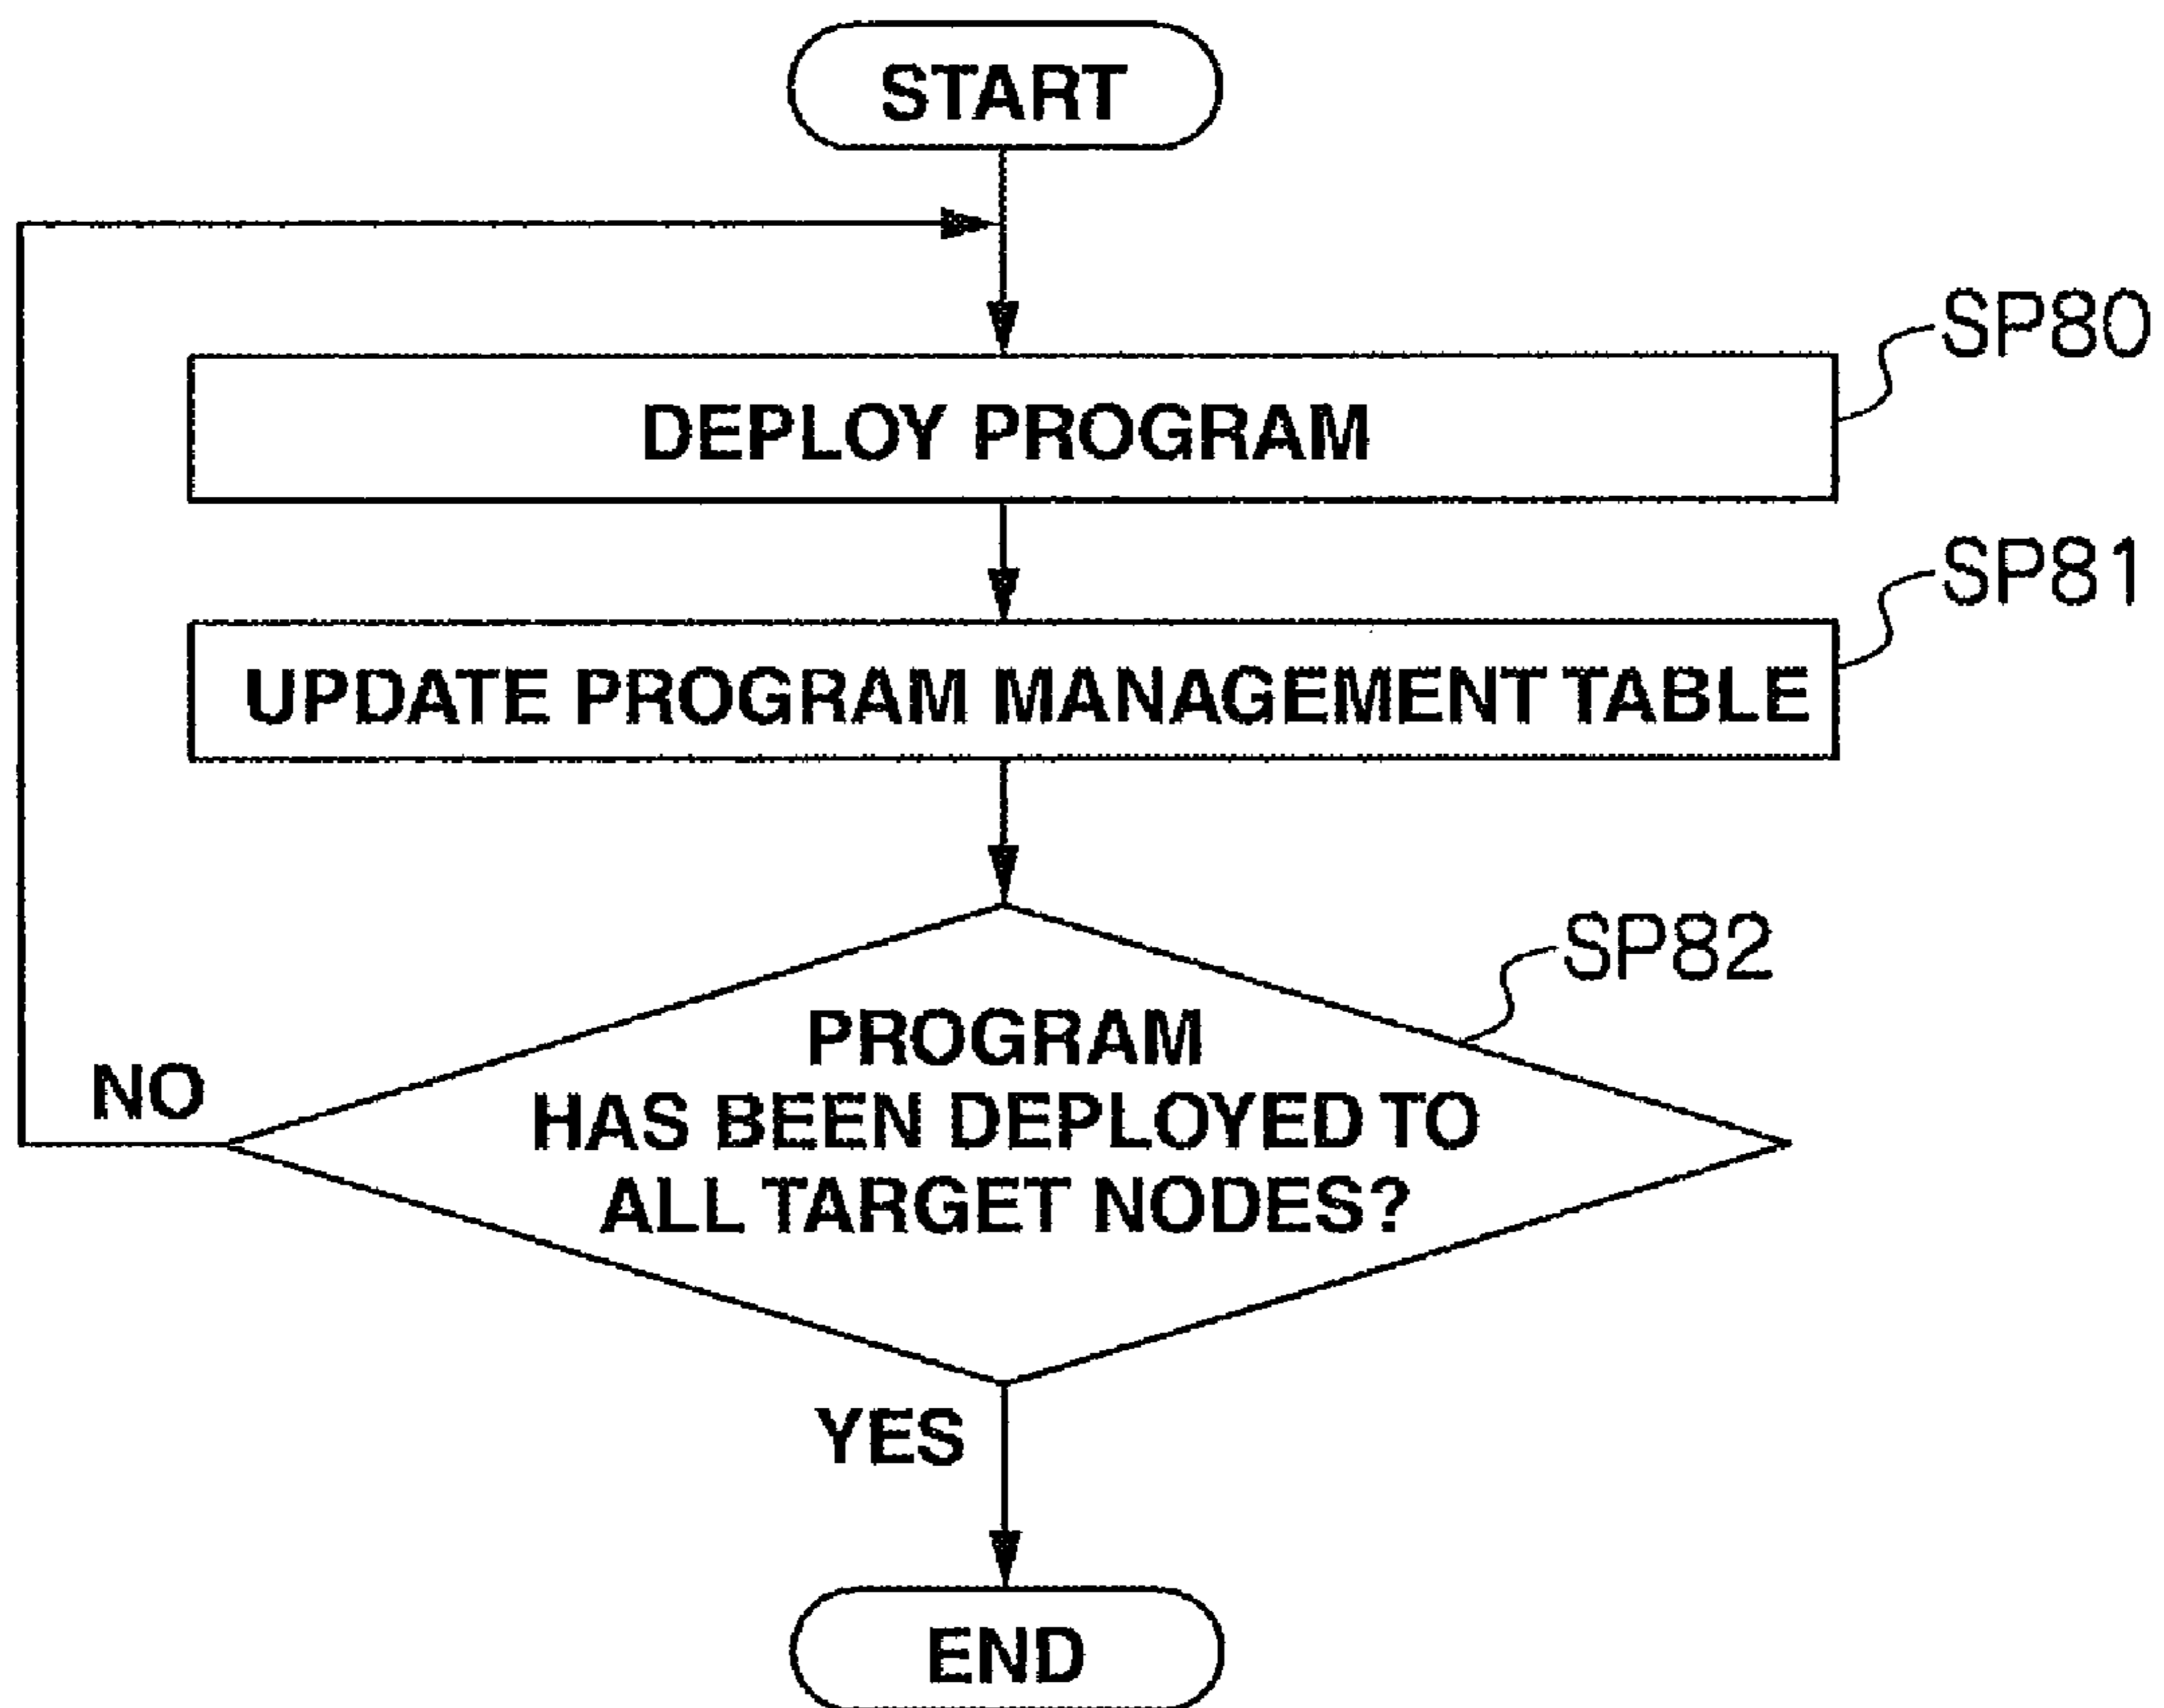 START
SP80
DEPLOY PROGRAM
SP81
UPDATE PROGRAM MANAGEMENT TABLE
SP82
PROGRAM
HAS BEEN DEPLOYED TO
ALL TARGET NODES?
NO
YES
END